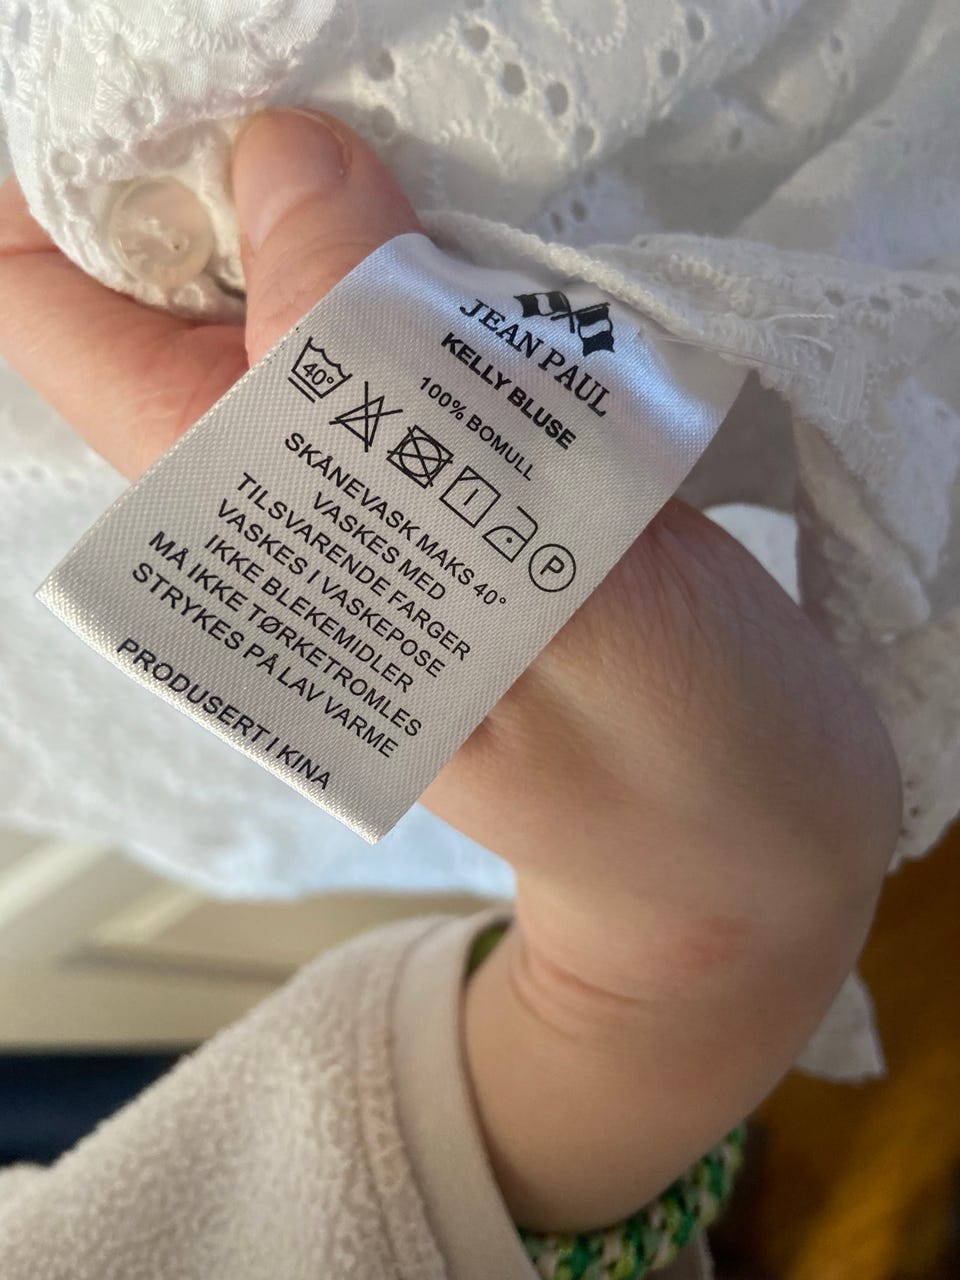 JEAN PAUL
KELLY BLUSE
100% BOMULL
40°
P
SKÅNEVASK MAKS 40°
VASKES MED
TILSVARENDE FARGER
VASKES I VASKEPOSE
IKKE BLEKEMIDLER
MÅ IKKE TØRKETROMLES
STRYKES PÅ LAV VARME
PRODUSERT I KINA